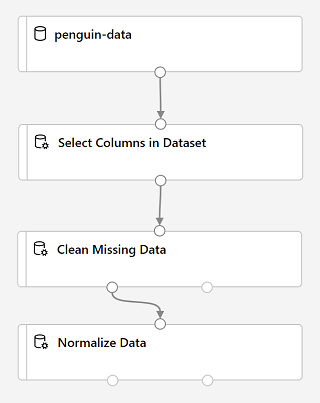 penguin-data
Select Columns in Dataset
Clean Missing Data
Normalize Data